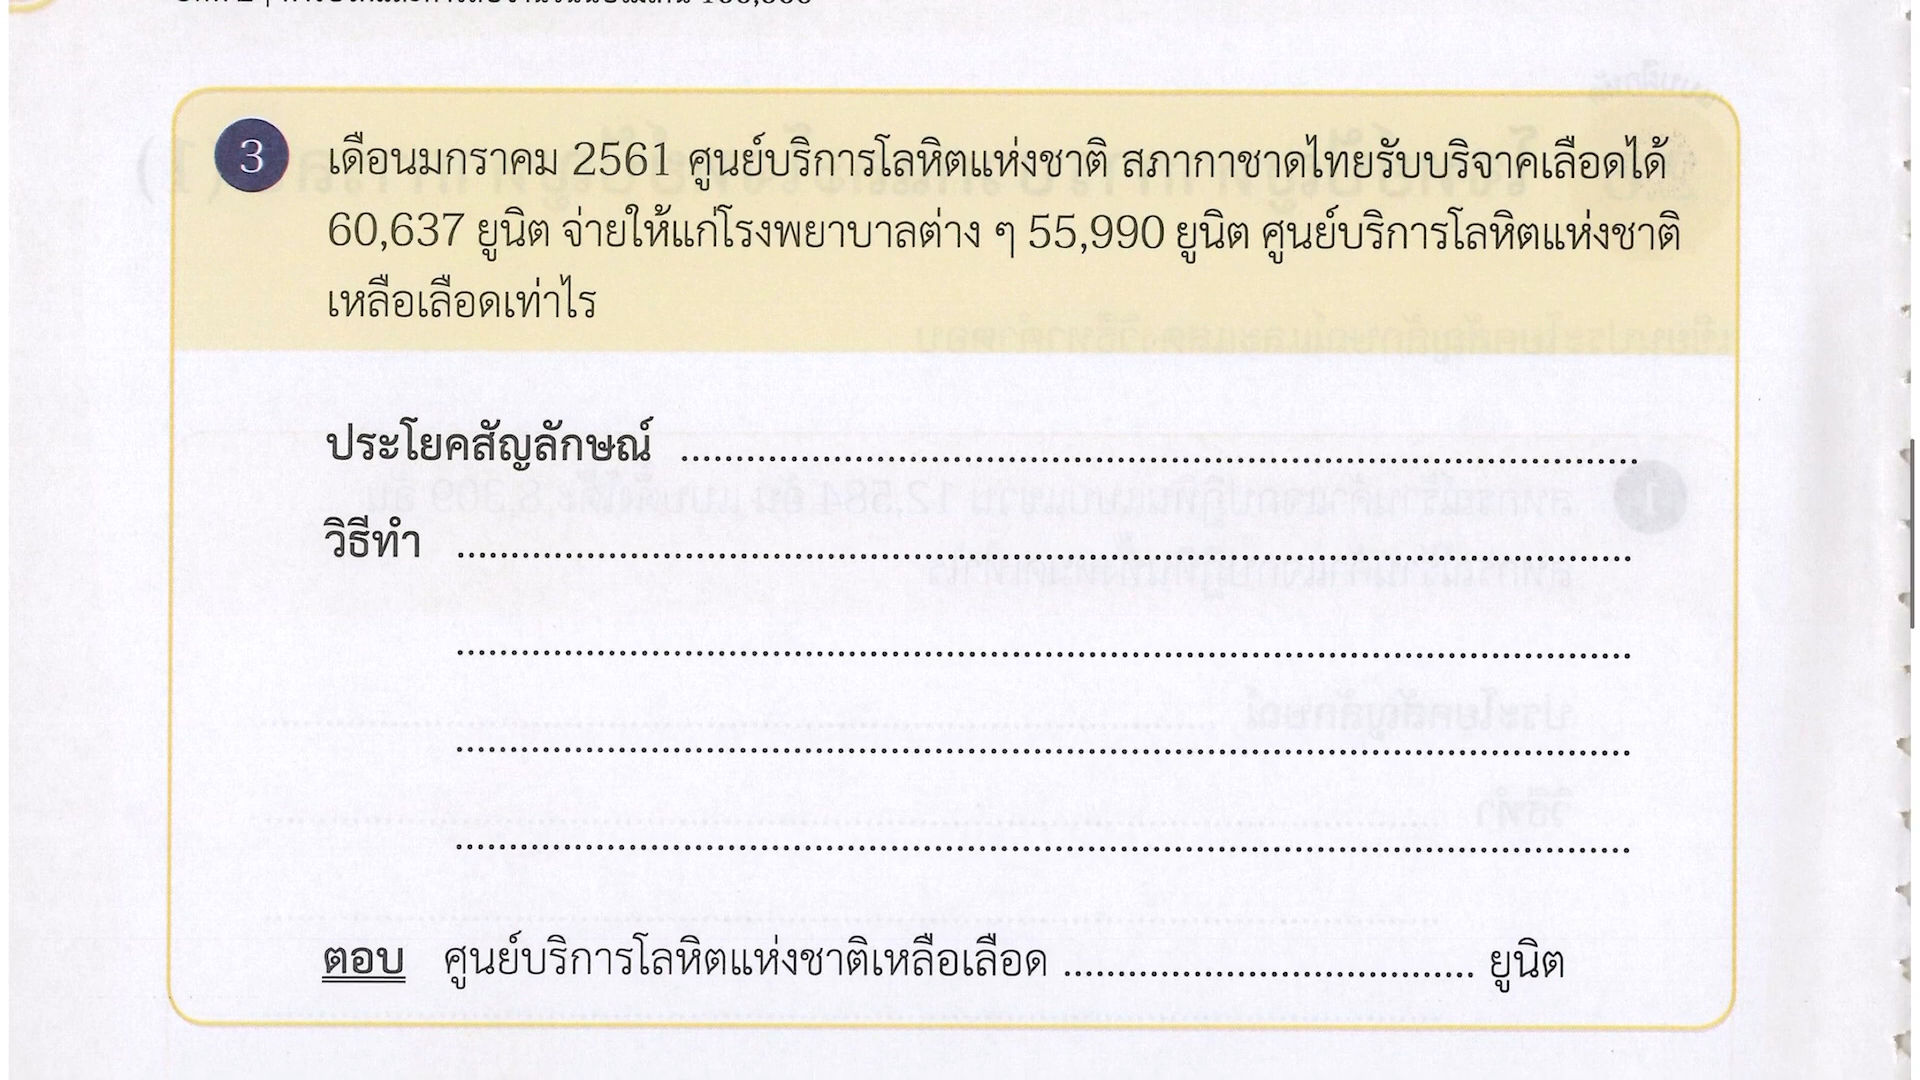 3
เดือนมกราคม 2561 ศูนย์บริการโลหิตแห่งชาติ สภากาชาดไทยรับบริจาคเลือดได้
60,637 ยูนิต จ่ายให้แก่โรงพยาบาลต่าง ๆ 55,990 ยูนิต ศูนย์บริการโลหิตแห่งชาติ
เหลือเลือดเท่าไร
ประโยคสัญลักษณ์ ........................................
วิธีทำ ........................................
ตอบ ศูนย์บริการโลหิตแห่งชาติเหลือเลือด ........................................ ยูนิต